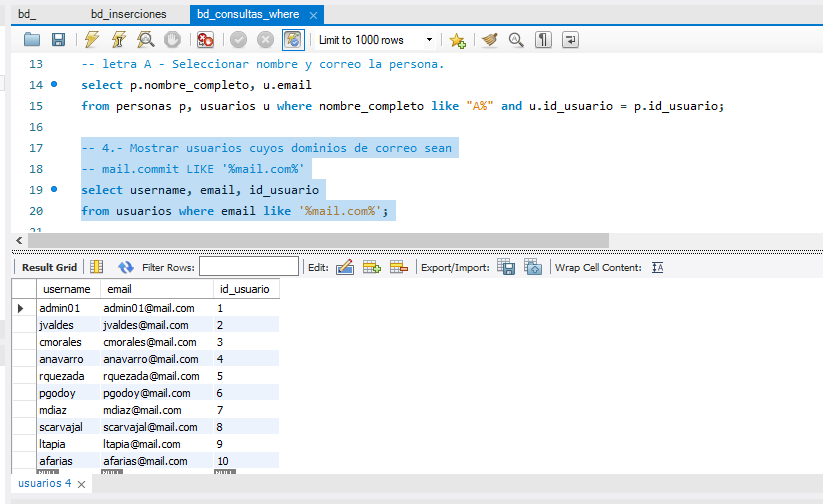 bd_ bd_inserciones bd_consultas_where
Limit to 1000 rows
13 -- letra A - Seleccionar nombre y correo la persona.
14 select p.nombre_completo, u.email
15 from personas p, usuarios u where nombre_completo like "A%" and u.id_usuario = p.id_usuario;
16
17 -- 4.- Mostrar usuarios cuyos dominios de correo sean
18 -- mail.commit LIKE '%mail.com%'
19 select username, email, id_usuario
20 from usuarios where email like '%mail.com%';
21
Result Grid Filter Rows: Edit: Export/Import: Wrap Cell Content:
username email id_usuario
admin01 admin01@mail.com 1
jvaldes jvaldes@mail.com 2
cmorales cmorales@mail.com 3
anavarro anavarro@mail.com 4
rquezada rquezada@mail.com 5
pgodoy pgodoy@mail.com 6
mdiaz mdiaz@mail.com 7
scarvajal scarvajal@mail.com 8
ltapia ltapia@mail.com 9
afarias afarias@mail.com 10
NULL NULL NULL
usuarios 4